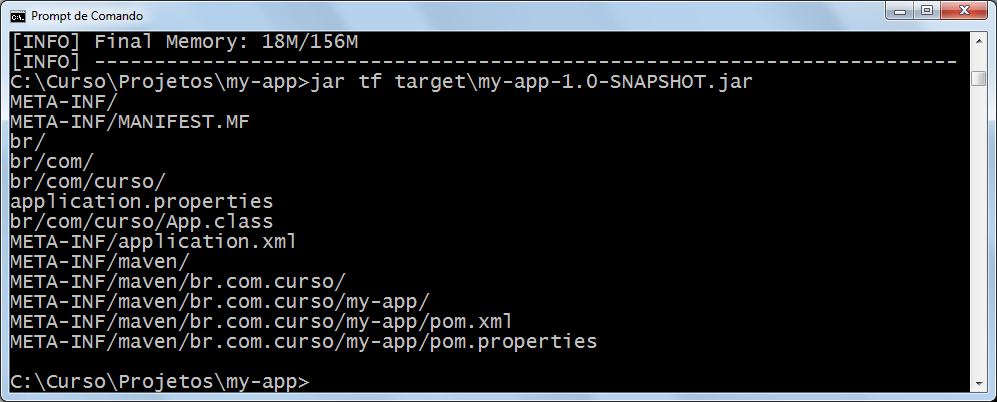 Prompt de Comando
[INFO] Final Memory: 18M/156M
[INFO] ------------------------------------------------------------------------
C:\Curso\Projetos\my-app>jar tf target\my-app-1.0-SNAPSHOT.jar
META-INF/
META-INF/MANIFEST.MF
br/
br/com/
br/com/curso/
application.properties
br/com/curso/App.class
META-INF/application.xml
META-INF/maven/
META-INF/maven/br.com.curso/
META-INF/maven/br.com.curso/my-app/
META-INF/maven/br.com.curso/my-app/pom.xml
META-INF/maven/br.com.curso/my-app/pom.properties
C:\Curso\Projetos\my-app>